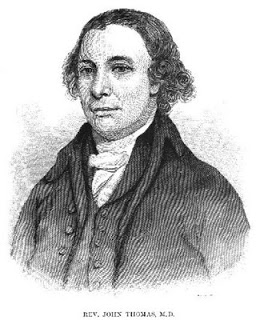 REV. JOHN THOMAS, M.D.